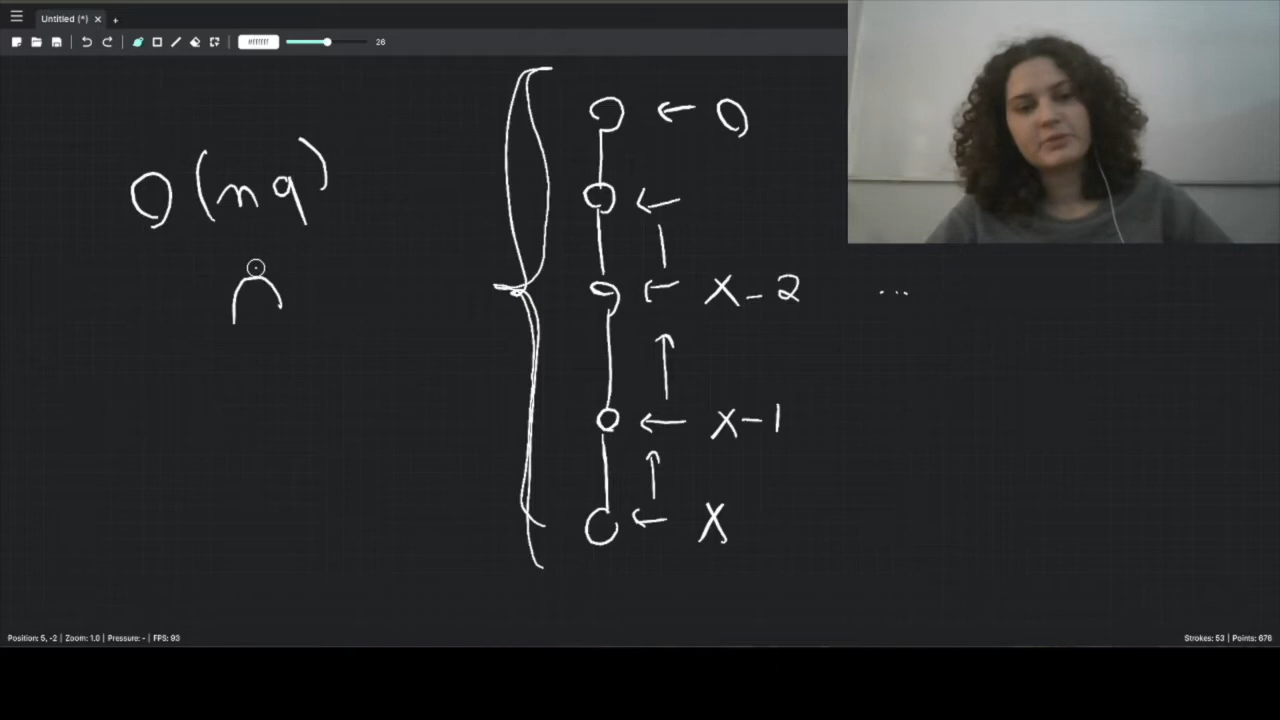 Untitled (*) × +
#FFFFFF 26
O(nq)
n
0
x-2 ...
x-1
x
Position: 5, -2 | Zoom: 1.0 | Pressure: - | FPS: 93
Strokes: 53 | Points: 676